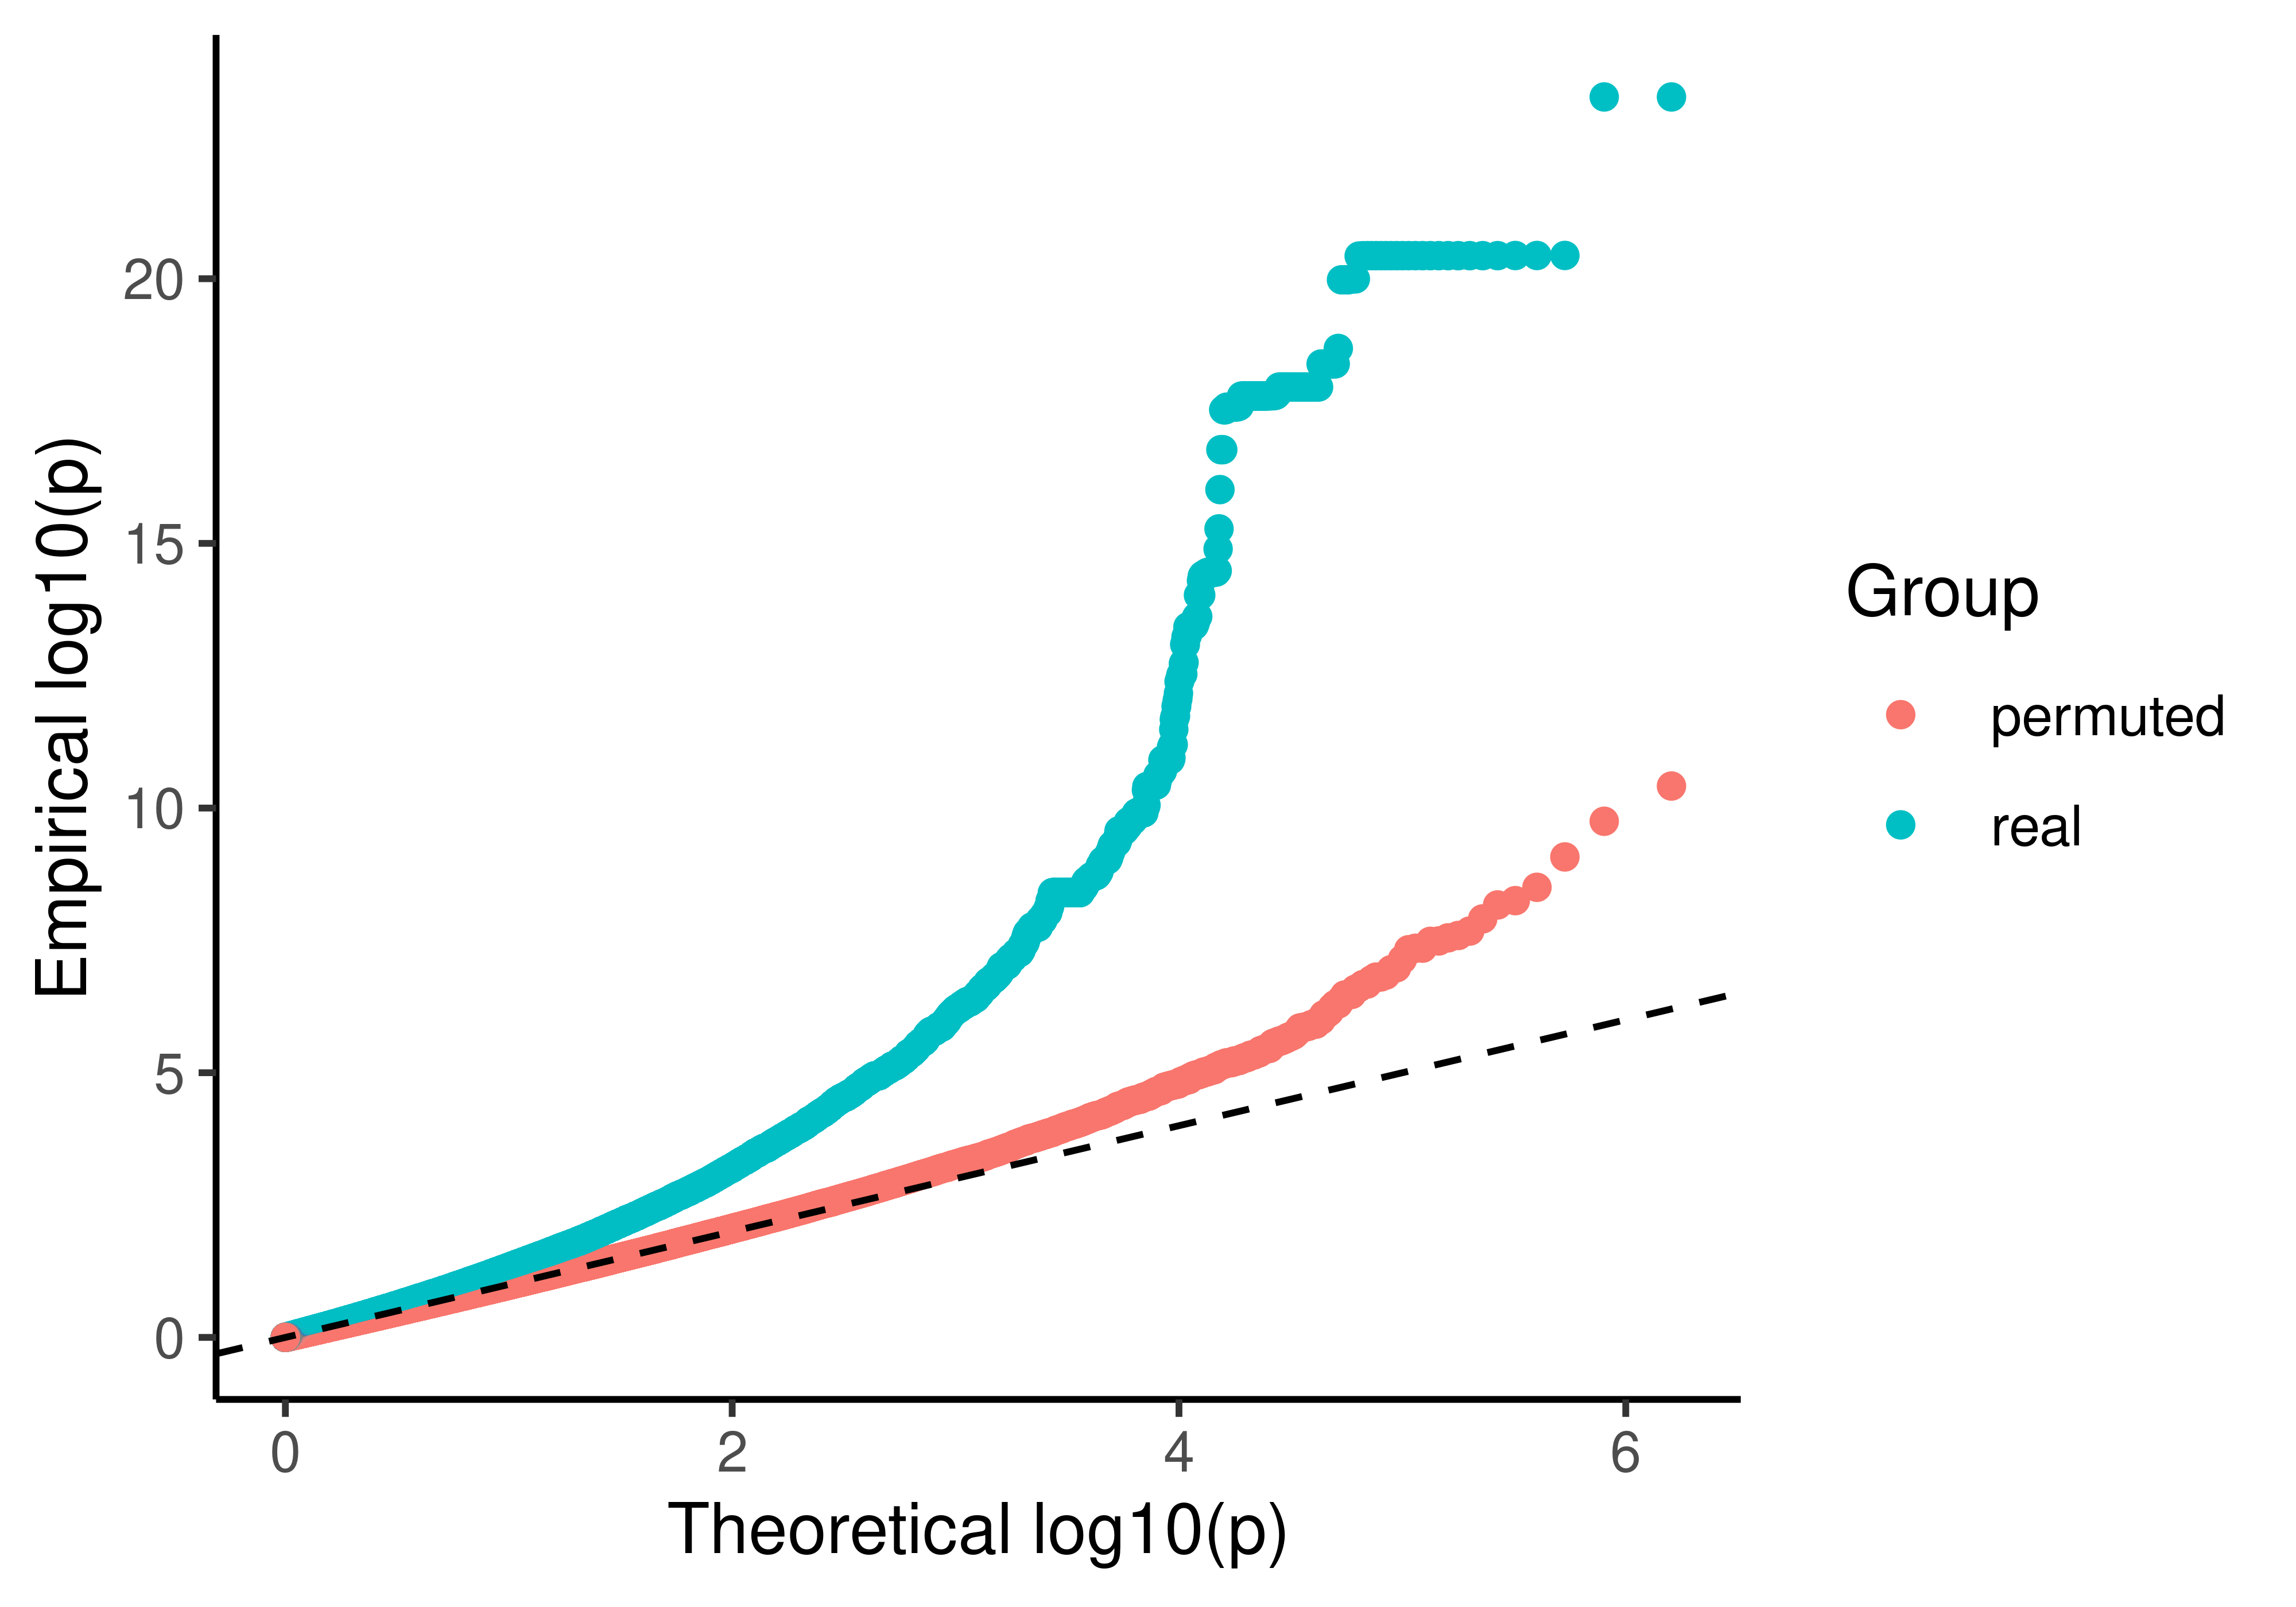 Empirical log10(p)
20
15
10
5
0
0 2 4 6
Theoretical log10(p)
Group
permuted
real